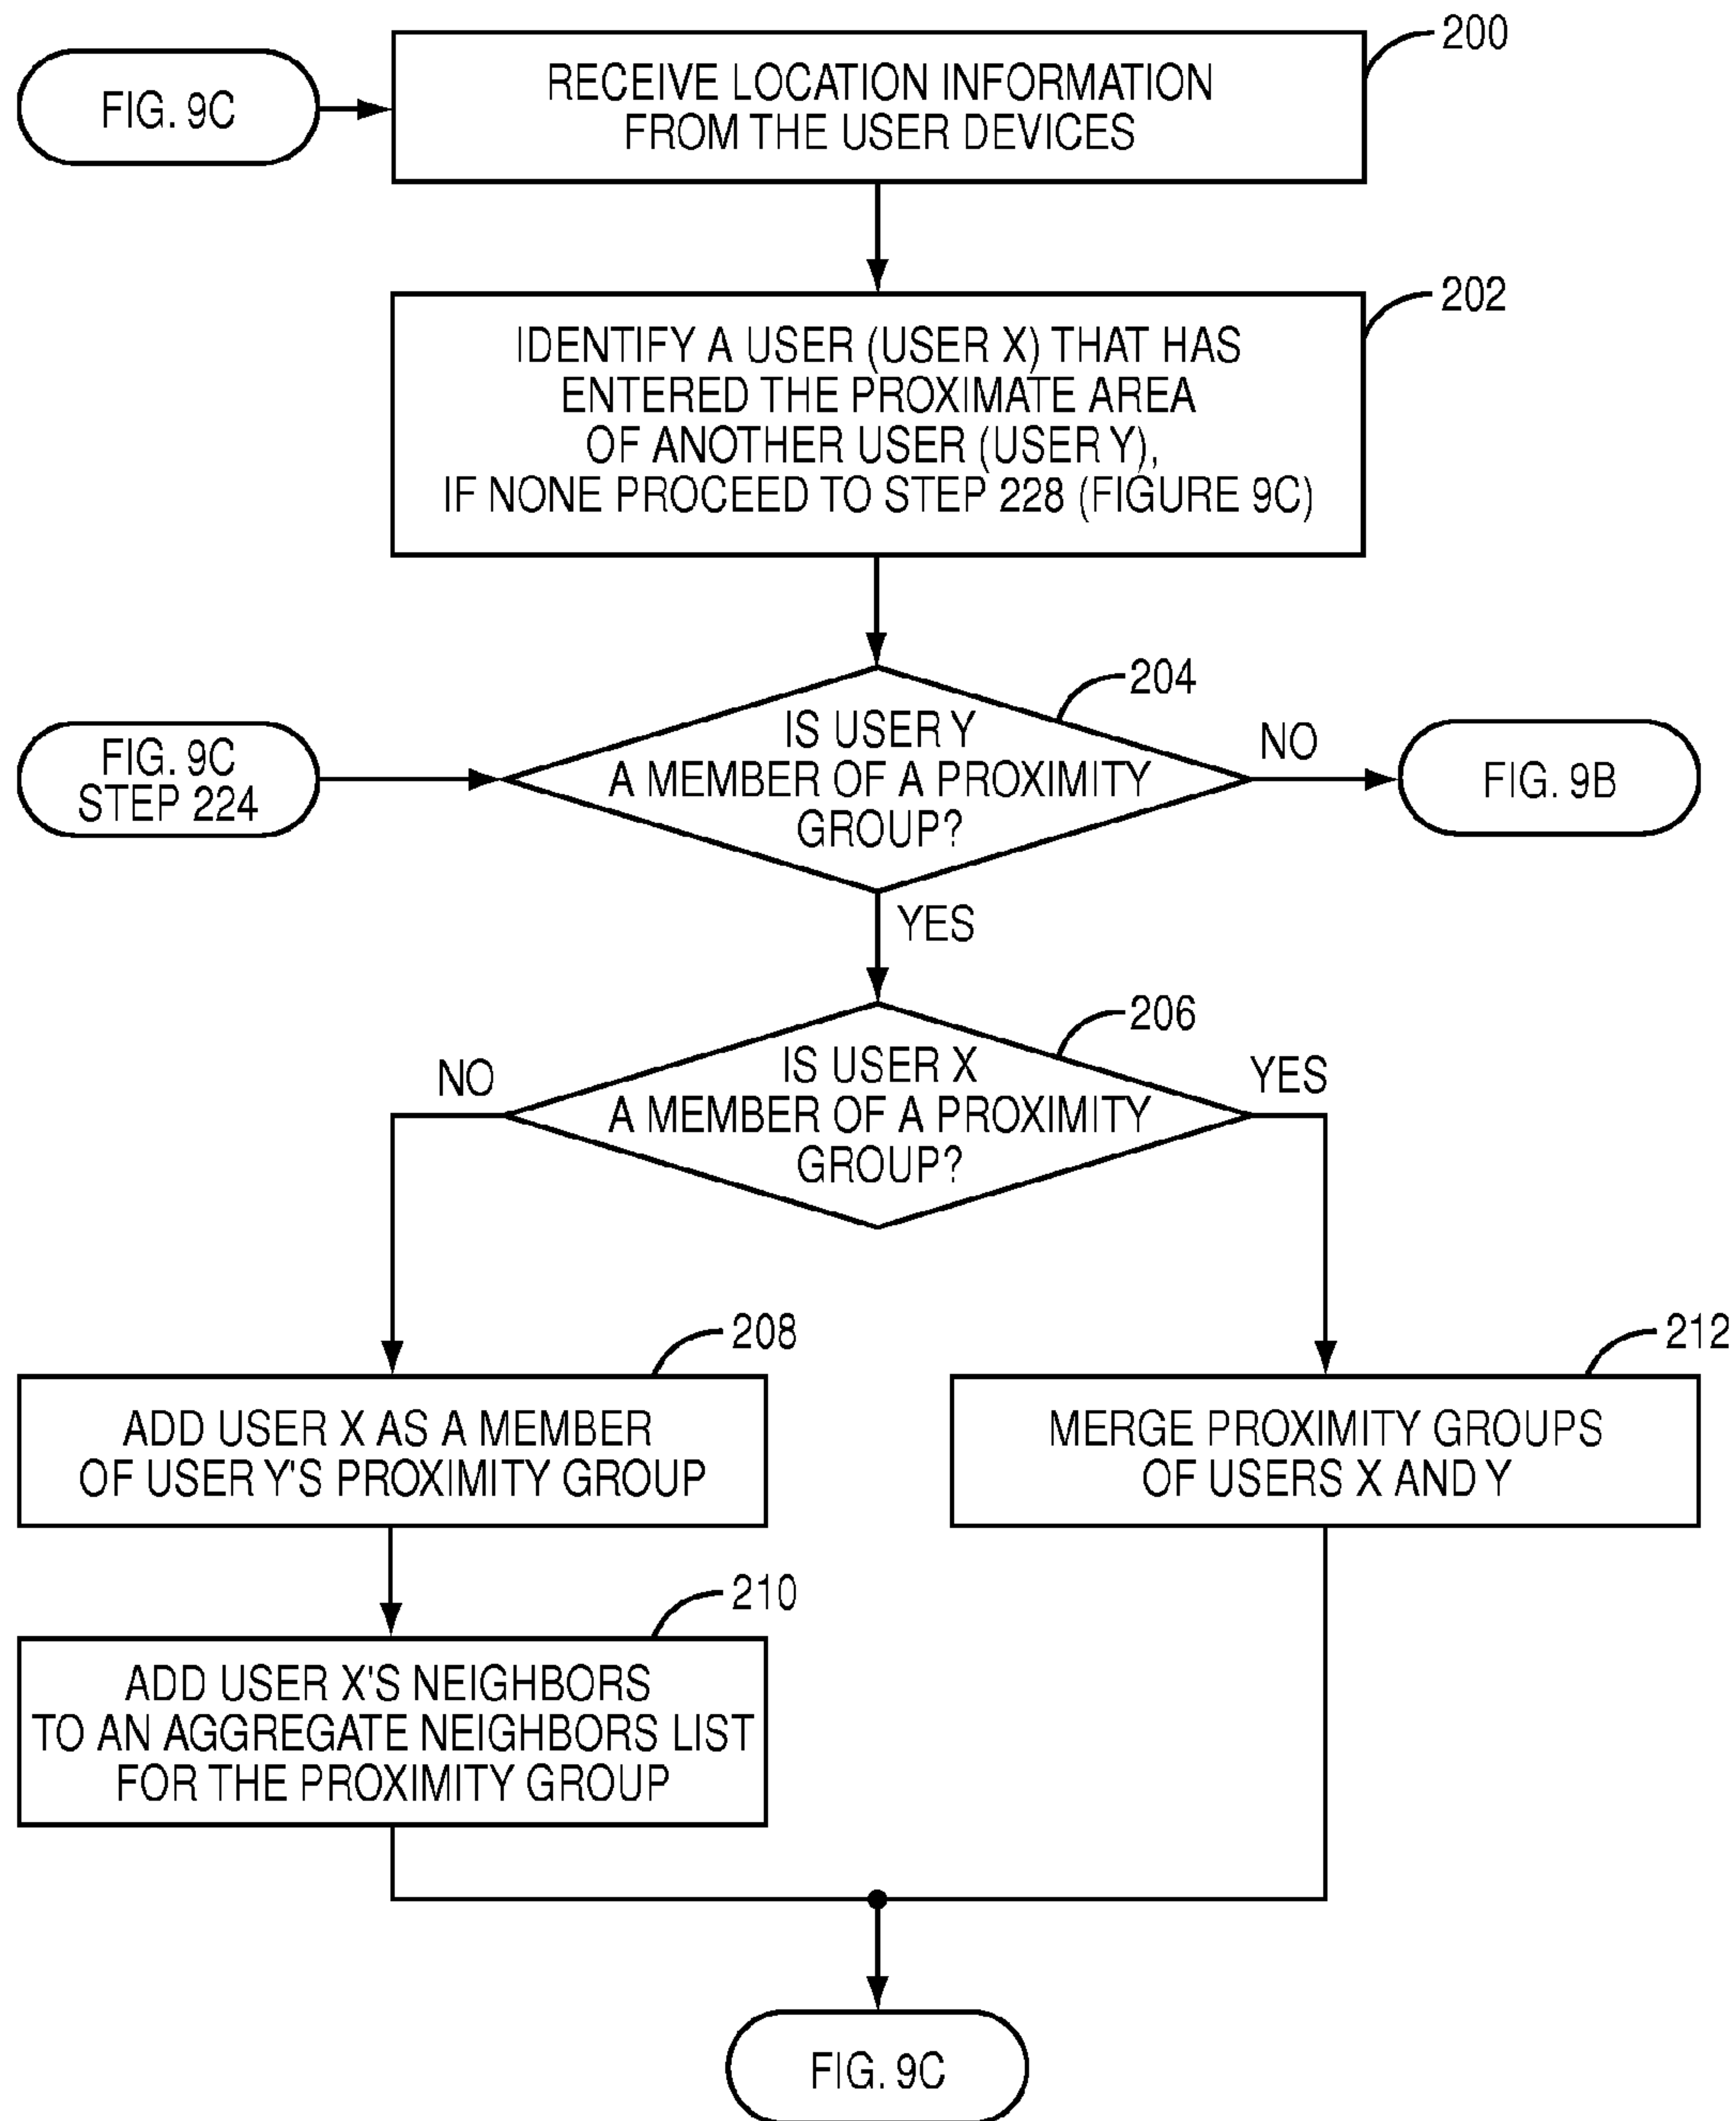 200
FIG. 9C
RECEIVE LOCATION INFORMATION
FROM THE USER DEVICES
202
IDENTIFY A USER (USER X) THAT HAS
ENTERED THE PROXIMATE AREA
OF ANOTHER USER (USER Y),
IF NONE PROCEED TO STEP 228 (FIGURE 9C)
204
FIG. 9C
STEP 224
IS USER Y
A MEMBER OF A PROXIMITY
GROUP?
NO
FIG. 9B
YES
206
NO
IS USER X
A MEMBER OF A PROXIMITY
GROUP?
YES
208
ADD USER X AS A MEMBER
OF USER Y'S PROXIMITY GROUP
212
MERGE PROXIMITY GROUPS
OF USERS X AND Y
210
ADD USER X'S NEIGHBORS
TO AN AGGREGATE NEIGHBORS LIST
FOR THE PROXIMITY GROUP
FIG. 9C